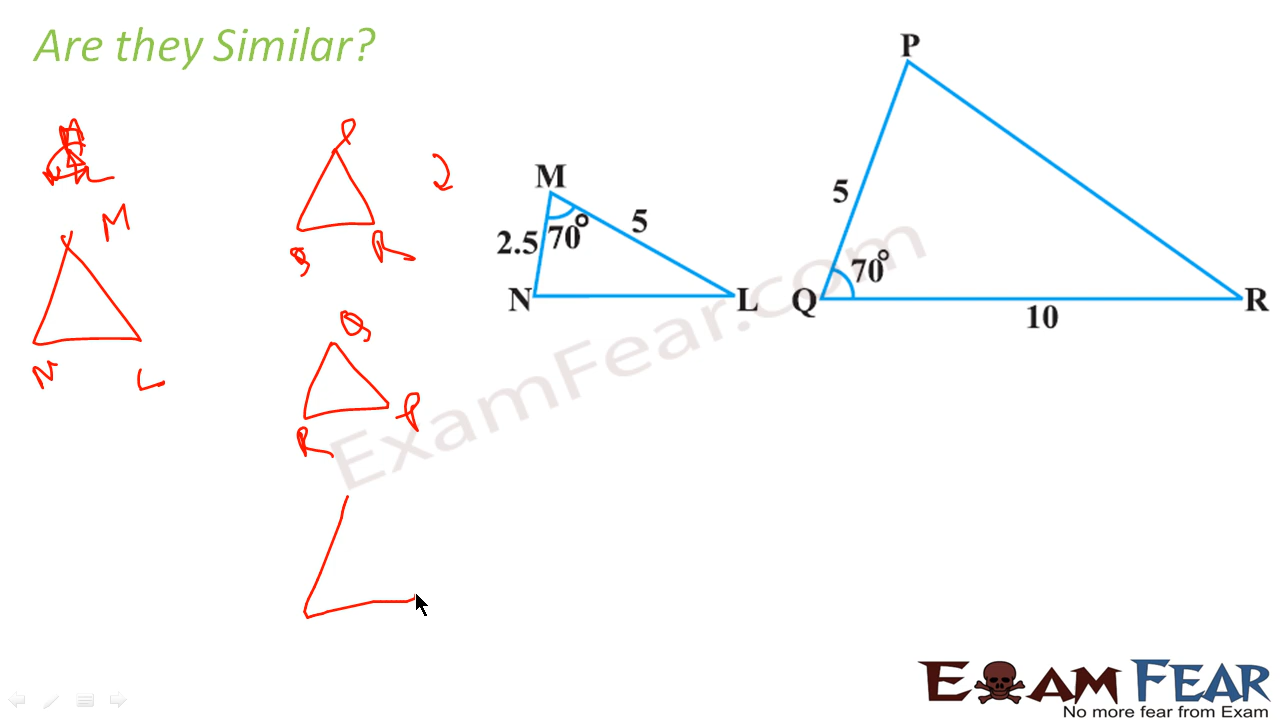 Are they Similar?
M
N
L
P
Q
R
Q
R
P
M
2.5
70°
5
N
L
P
5
70°
Q
10
R
ExamFear.com
EXAM FEAR
No more fear from Exam